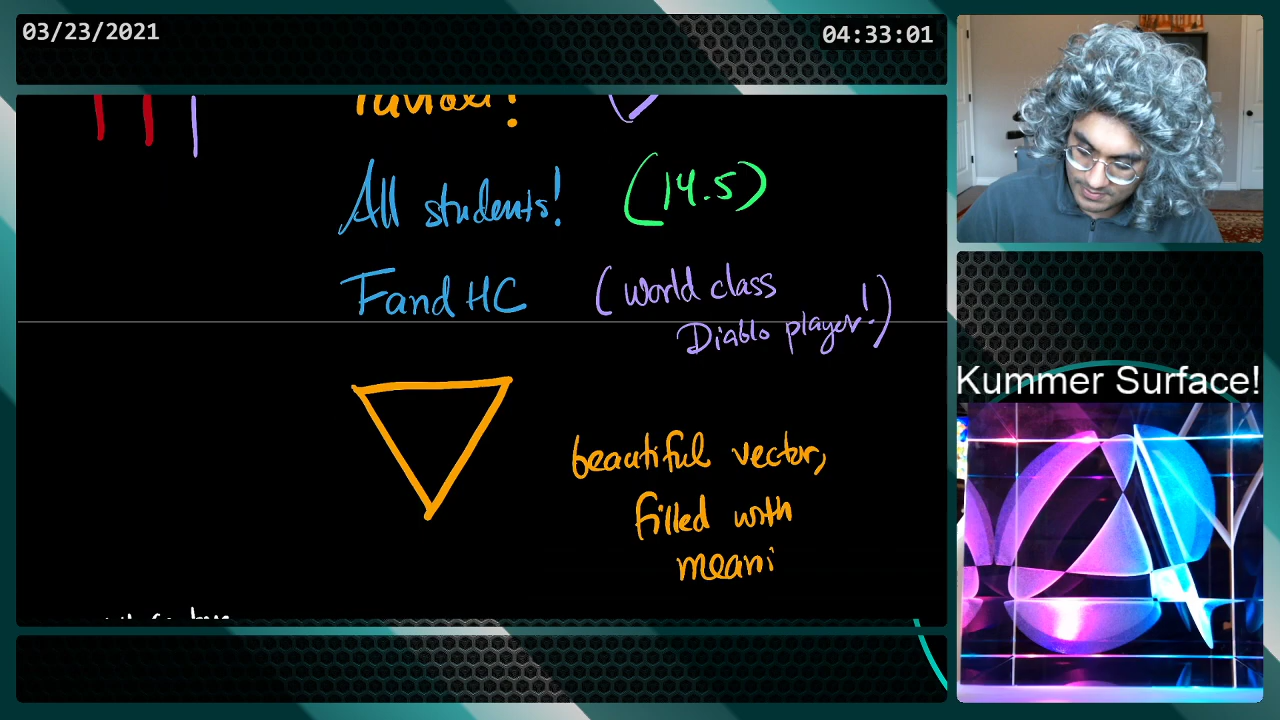 03/23/2021
04:33:01
All students! (14.5)
F and HC (World class
Diablo player!)
Kummer Surface!
beautiful vector,
filled with
meani